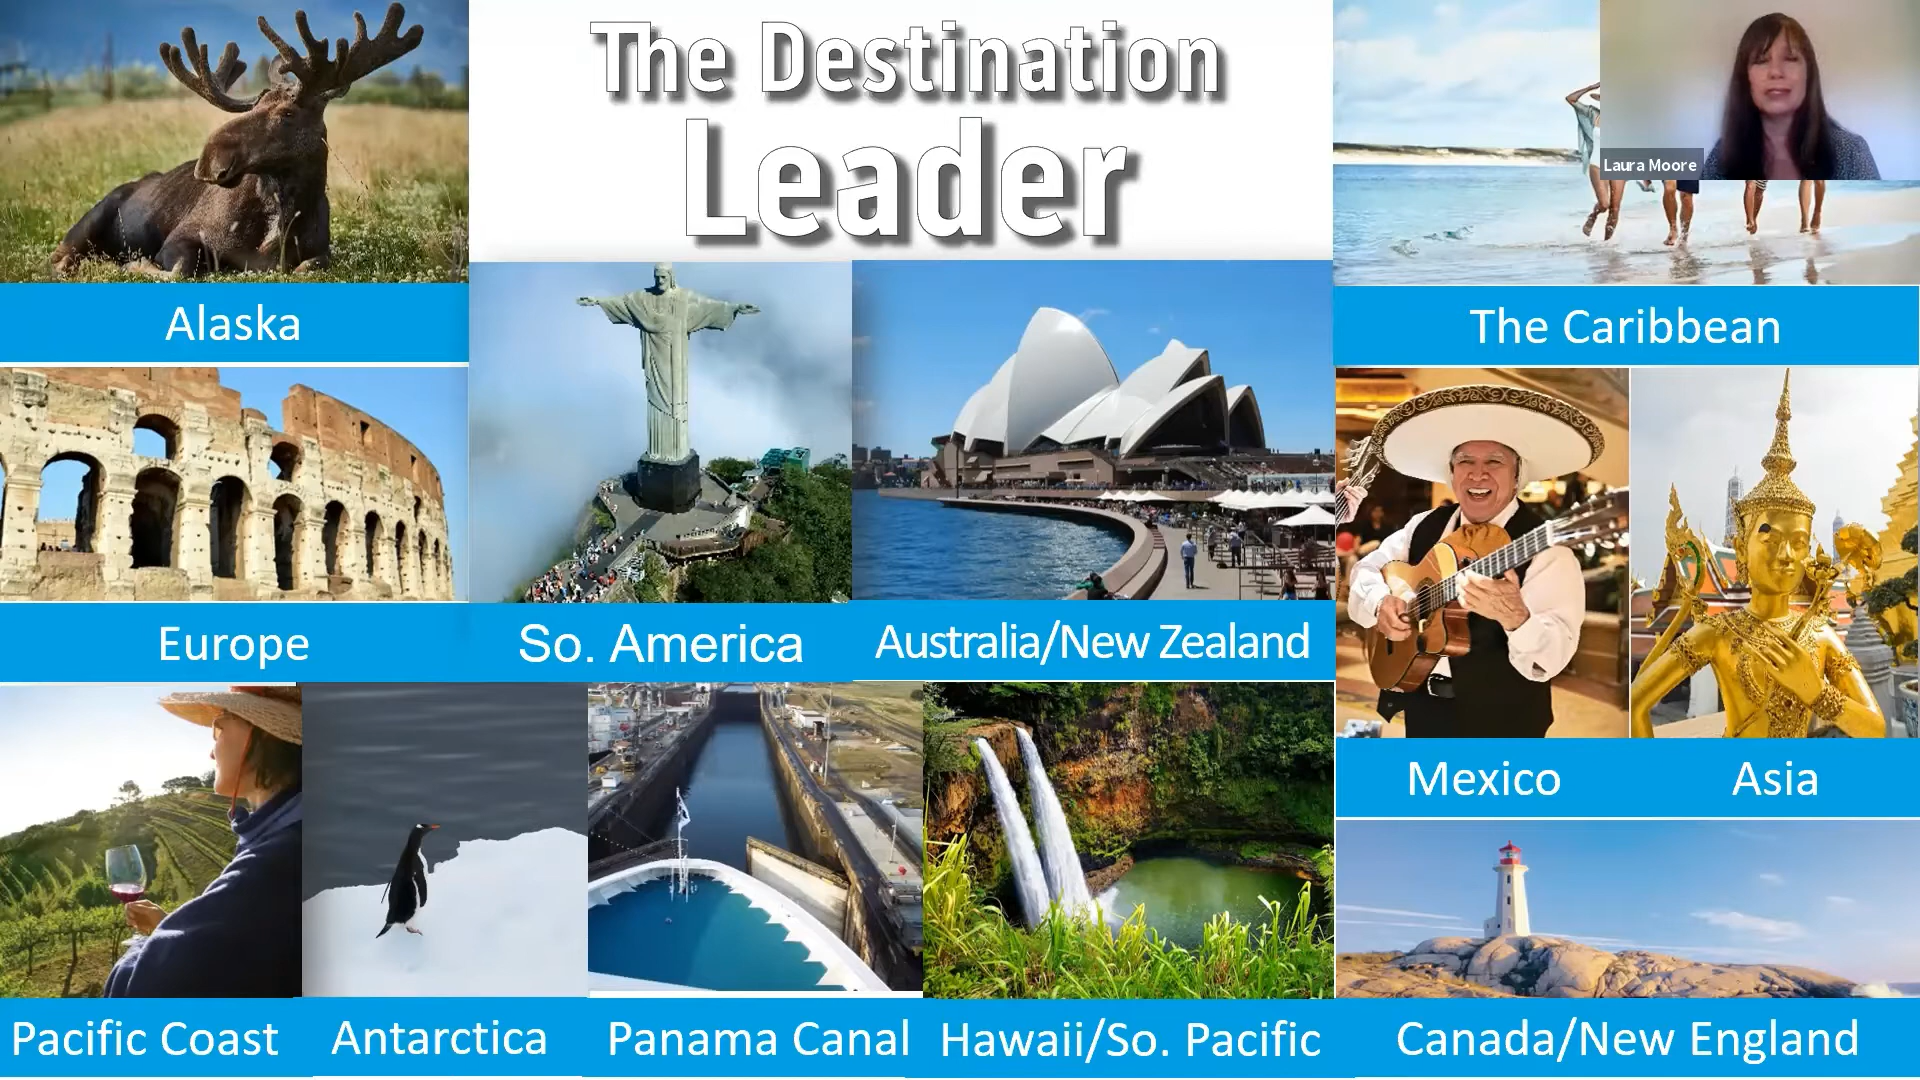 The Destination
Leader
Laura Moore
Alaska
The Caribbean
Europe
So. America
Australia/New Zealand
Mexico
Asia
Pacific Coast
Antarctica
Panama Canal
Hawaii/So. Pacific
Canada/New England